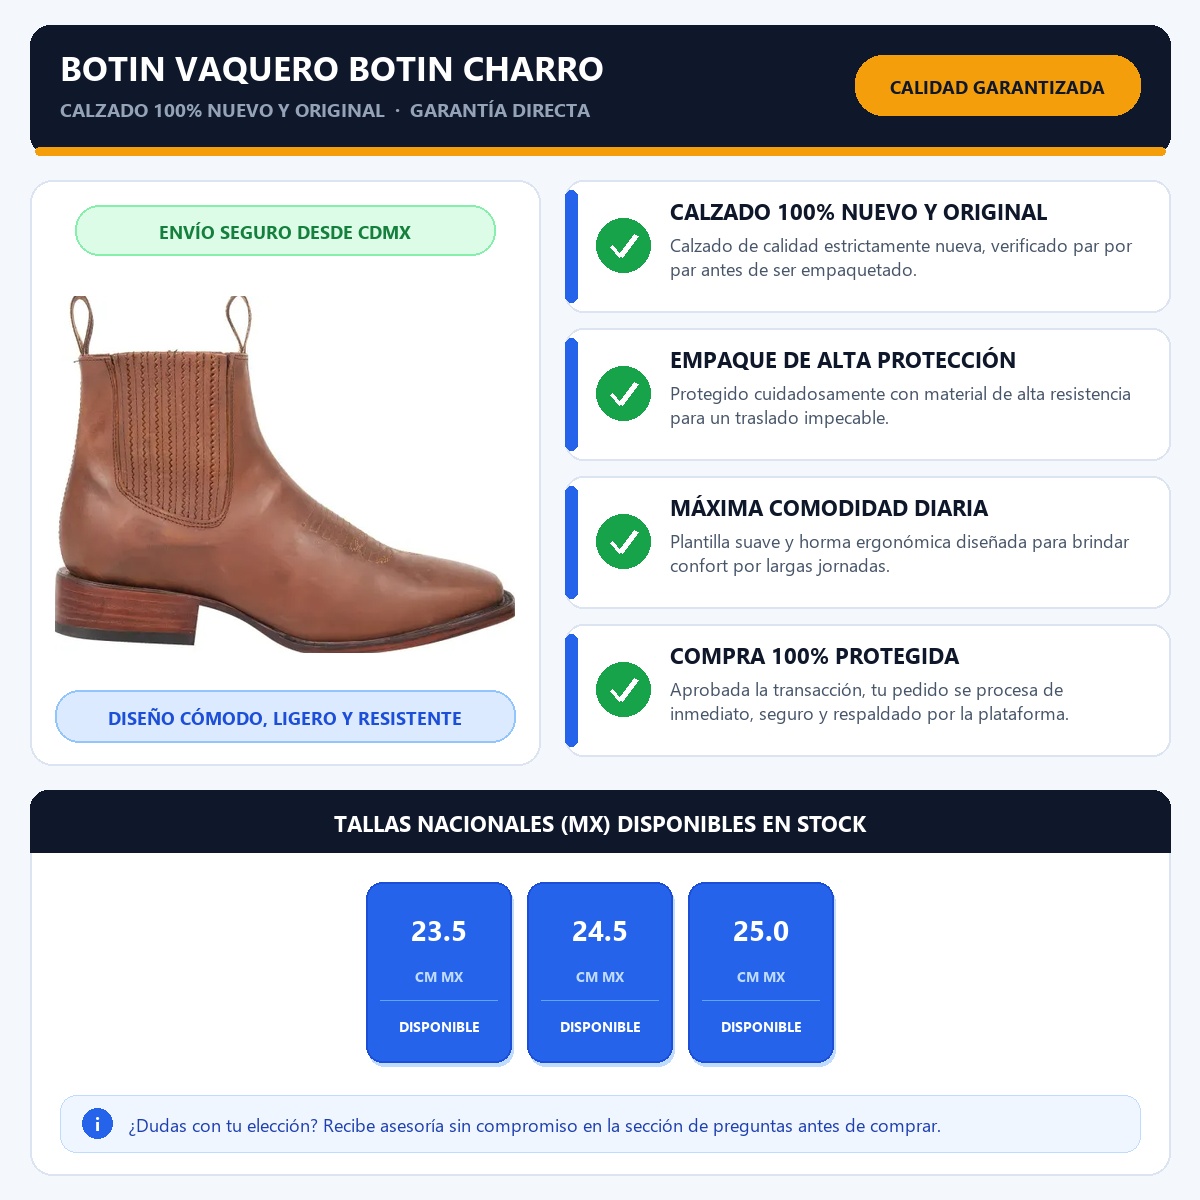 BOTIN VAQUERO BOTIN CHARRO
CALZADO 100% NUEVO Y ORIGINAL · GARANTÍA DIRECTA
CALIDAD GARANTIZADA
ENVÍO SEGURO DESDE CDMX
DISEÑO CÓMODO, LIGERO Y RESISTENTE
CALZADO 100% NUEVO Y ORIGINAL
Calzado de calidad estrictamente nueva, verificado par por
par antes de ser empaquetado.
EMPAQUE DE ALTA PROTECCIÓN
Protegido cuidadosamente con material de alta resistencia
para un traslado impecable.
MÁXIMA COMODIDAD DIARIA
Plantilla suave y horma ergonómica diseñada para brindar
confort por largas jornadas.
COMPRA 100% PROTEGIDA
Aprobada la transacción, tu pedido se procesa de
inmediato, seguro y respaldado por la plataforma.
TALLAS NACIONALES (MX) DISPONIBLES EN STOCK
23.5
CM MX
DISPONIBLE
24.5
CM MX
DISPONIBLE
25.0
CM MX
DISPONIBLE
¿Dudas con tu elección? Recibe asesoría sin compromiso en la sección de preguntas antes de comprar.